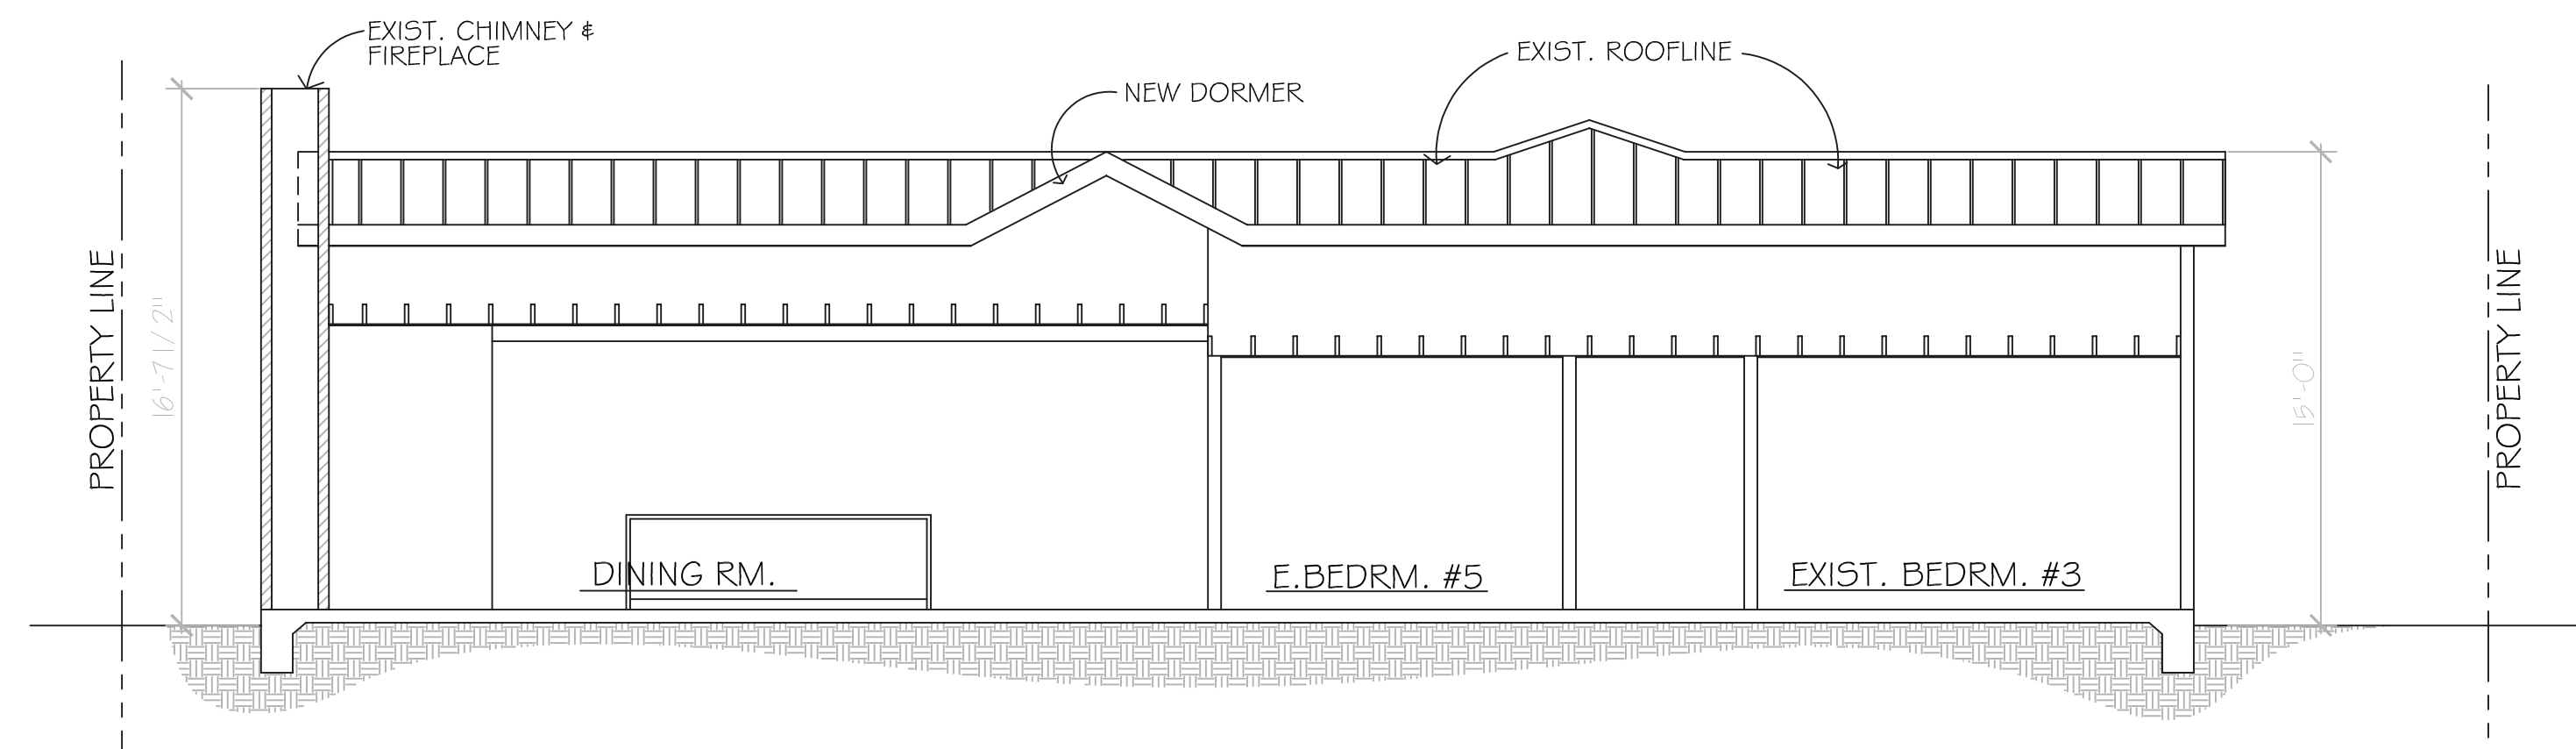 EXIST. CHIMNEY &
FIREPLACE
EXIST. ROOFLINE
NEW DORMER
PROPERTY LINE
16'-7 1/2"
15'-0"
PROPERTY LINE
DINING RM.
E.BEDRM. #5
EXIST. BEDRM. #3